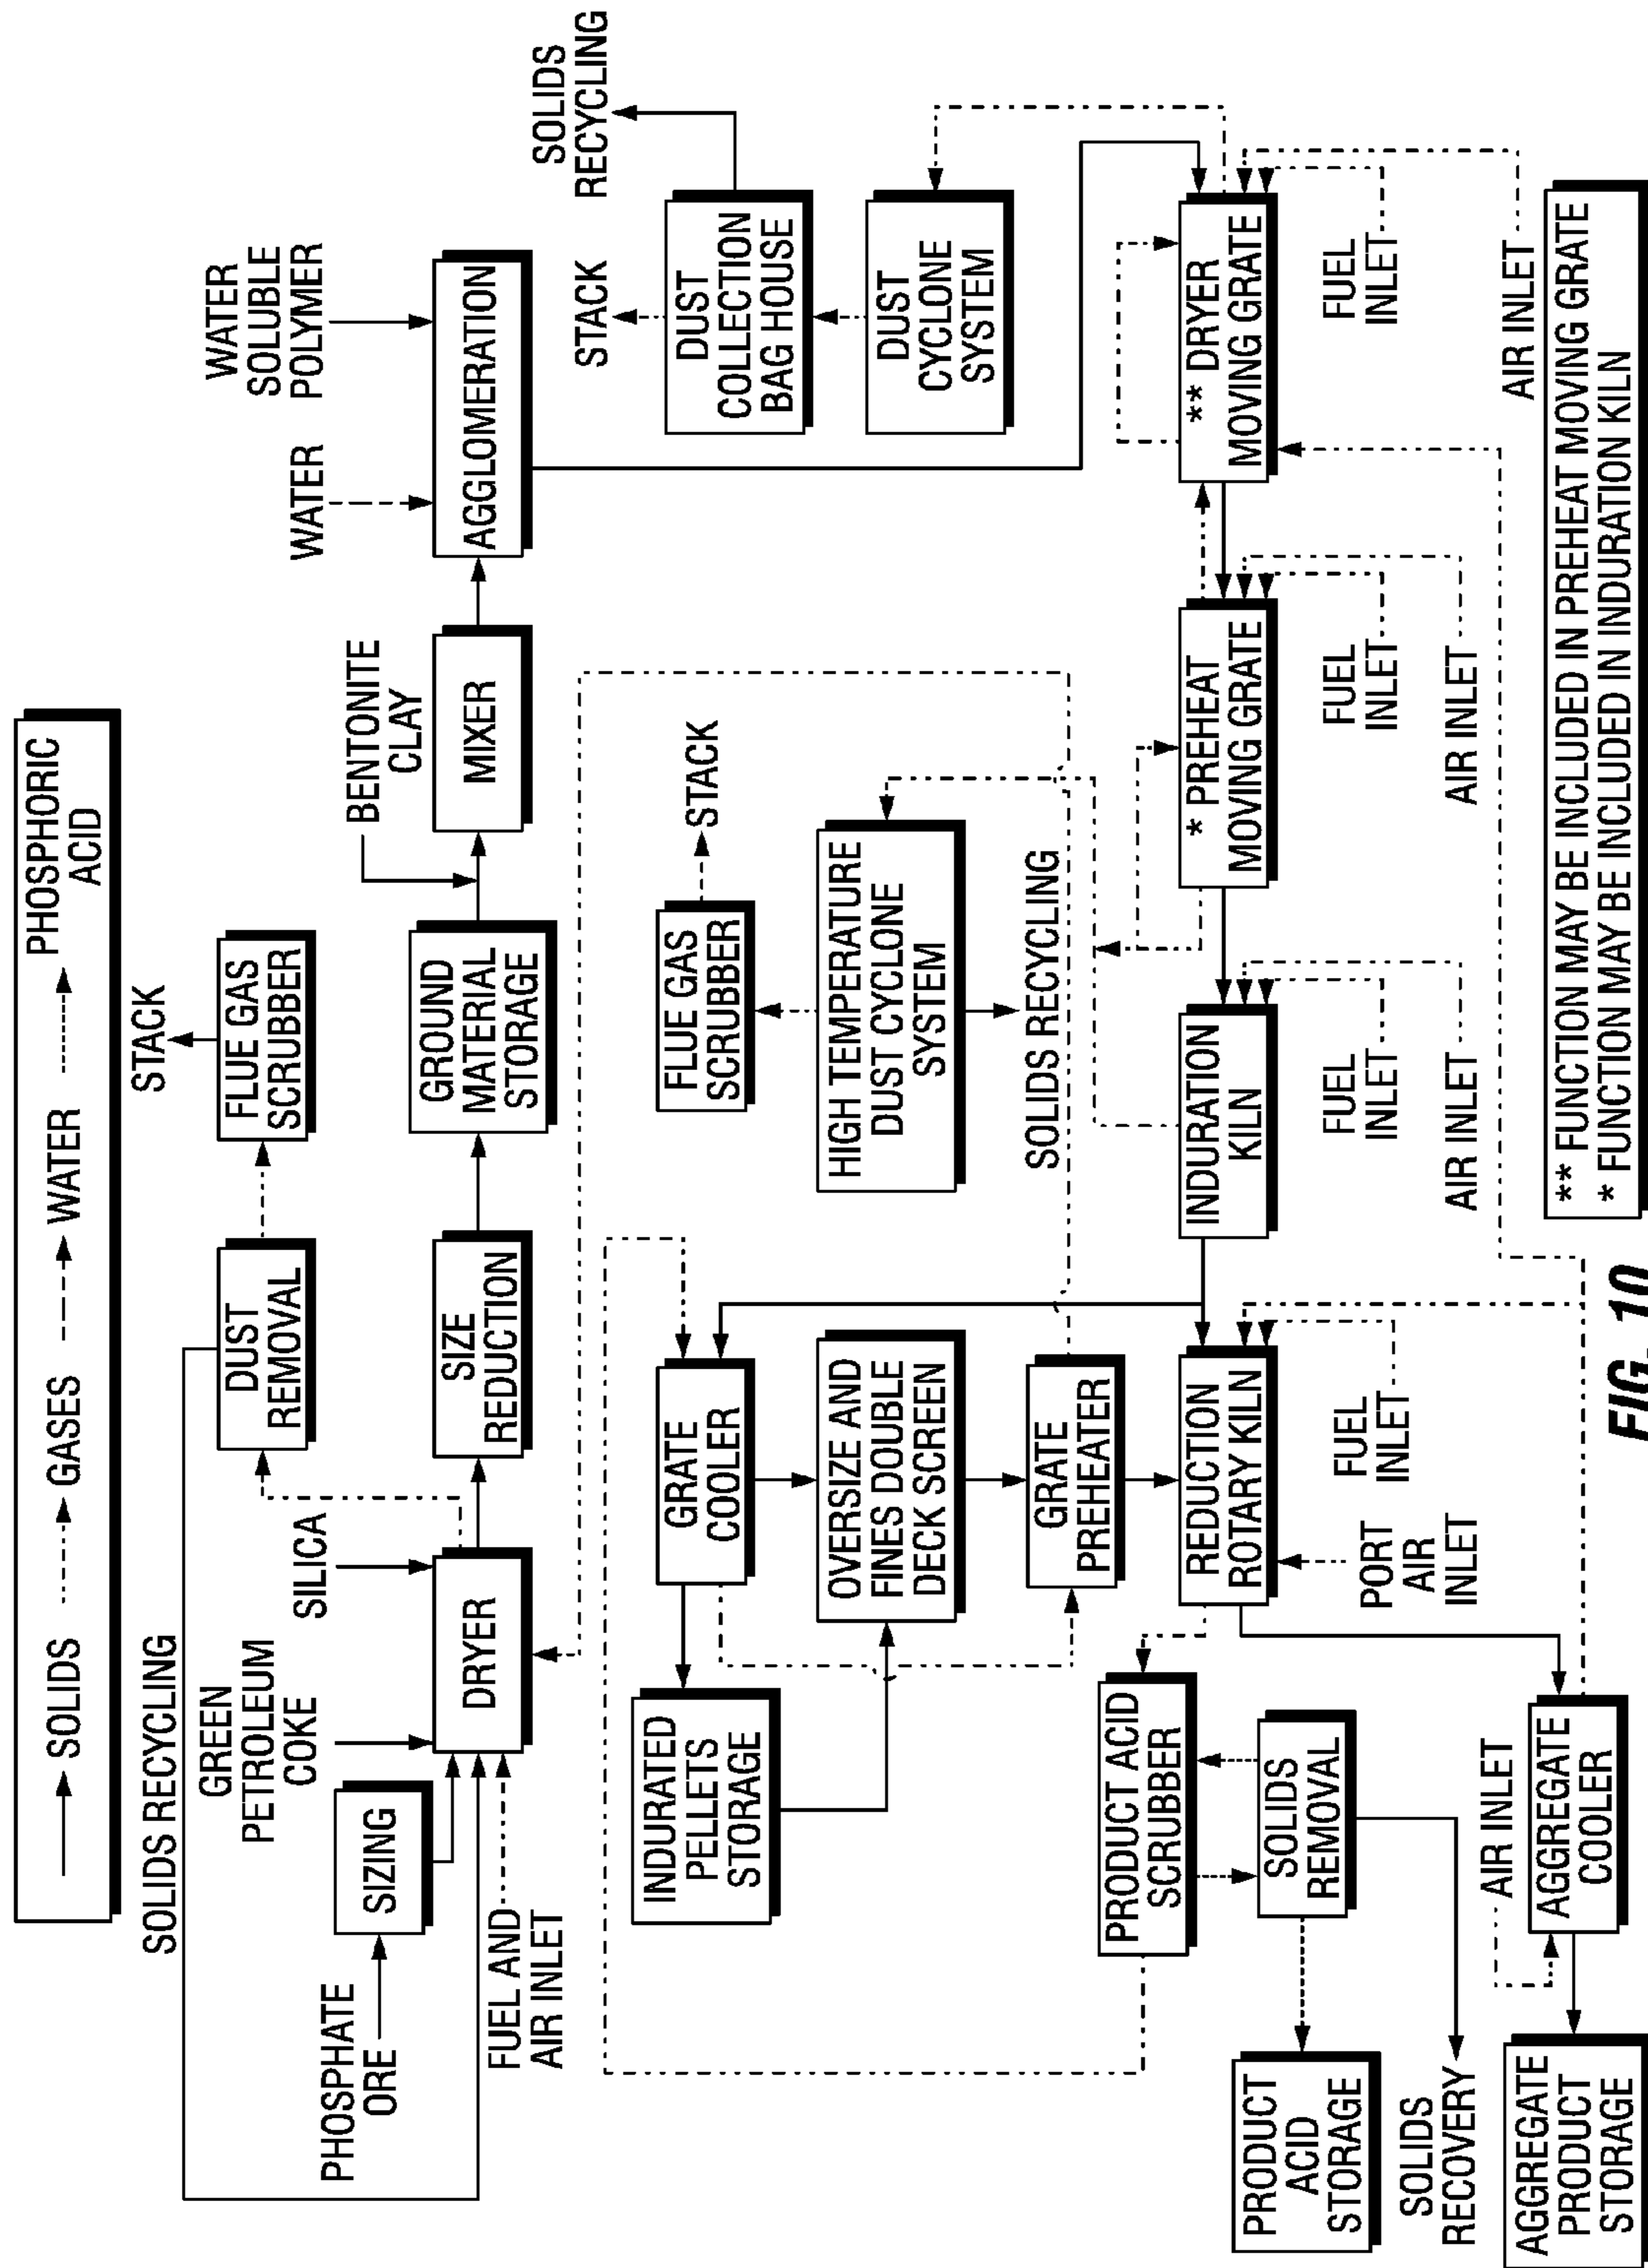 SOLIDS
GASES
WATER
PHOSPHORIC
ACID
SOLIDS RECYCLING
STACK
DUST
REMOVAL
FLUE GAS
SCRUBBER
GREEN
PETROLEUM
COKE
SILICA
PHOSPHATE
ORE
SIZING
DRYER
FUEL AND
AIR INLET
SIZE
REDUCTION
GROUND
MATERIAL
STORAGE
BENTONITE
CLAY
MIXER
WATER
WATER
SOLUBLE
POLYMER
AGGLOMERATION
SOLIDS
RECYCLING
STACK
DUST
COLLECTION
BAG HOUSE
DUST
CYCLONE
SYSTEM
STACK
FLUE GAS
SCRUBBER
HIGH TEMPERATURE
DUST CYCLONE
SYSTEM
SOLIDS RECYCLING
INDURATED
PELLETS
STORAGE
GRATE
COOLER
OVERSIZE AND
FINES DOUBLE
DECK SCREEN
GRATE
PREHEATER
REDUCTION
ROTARY KILN
INDURATION
KILN
* PREHEAT
MOVING GRATE
** DRYER
MOVING GRATE
PORT
AIR
INLET
FUEL
INLET
FUEL
INLET
AIR INLET
FUEL
INLET
AIR INLET
FUEL
INLET
AIR INLET
PRODUCT ACID
SCRUBBER
SOLIDS
REMOVAL
PRODUCT
ACID
STORAGE
SOLIDS
RECOVERY
AIR INLET
AGGREGATE
COOLER
AGGREGATE
PRODUCT
STORAGE
** FUNCTION MAY BE INCLUDED IN PREHEAT MOVING GRATE
* FUNCTION MAY BE INCLUDED IN INDURATION KILN
FIG. 10